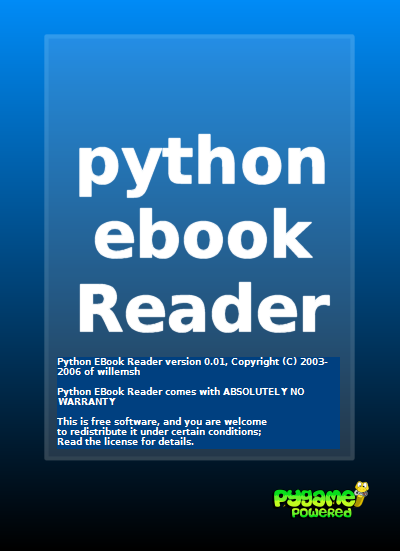 python
ebook
Reader
Python EBook Reader version 0.01, Copyright (C) 2003-
2006 of willemsh
Python EBook Reader comes with ABSOLUTELY NO
WARRANTY
This is free software, and you are welcome
to redistribute it under certain conditions;
Read the license for details.
pygame
POWERED